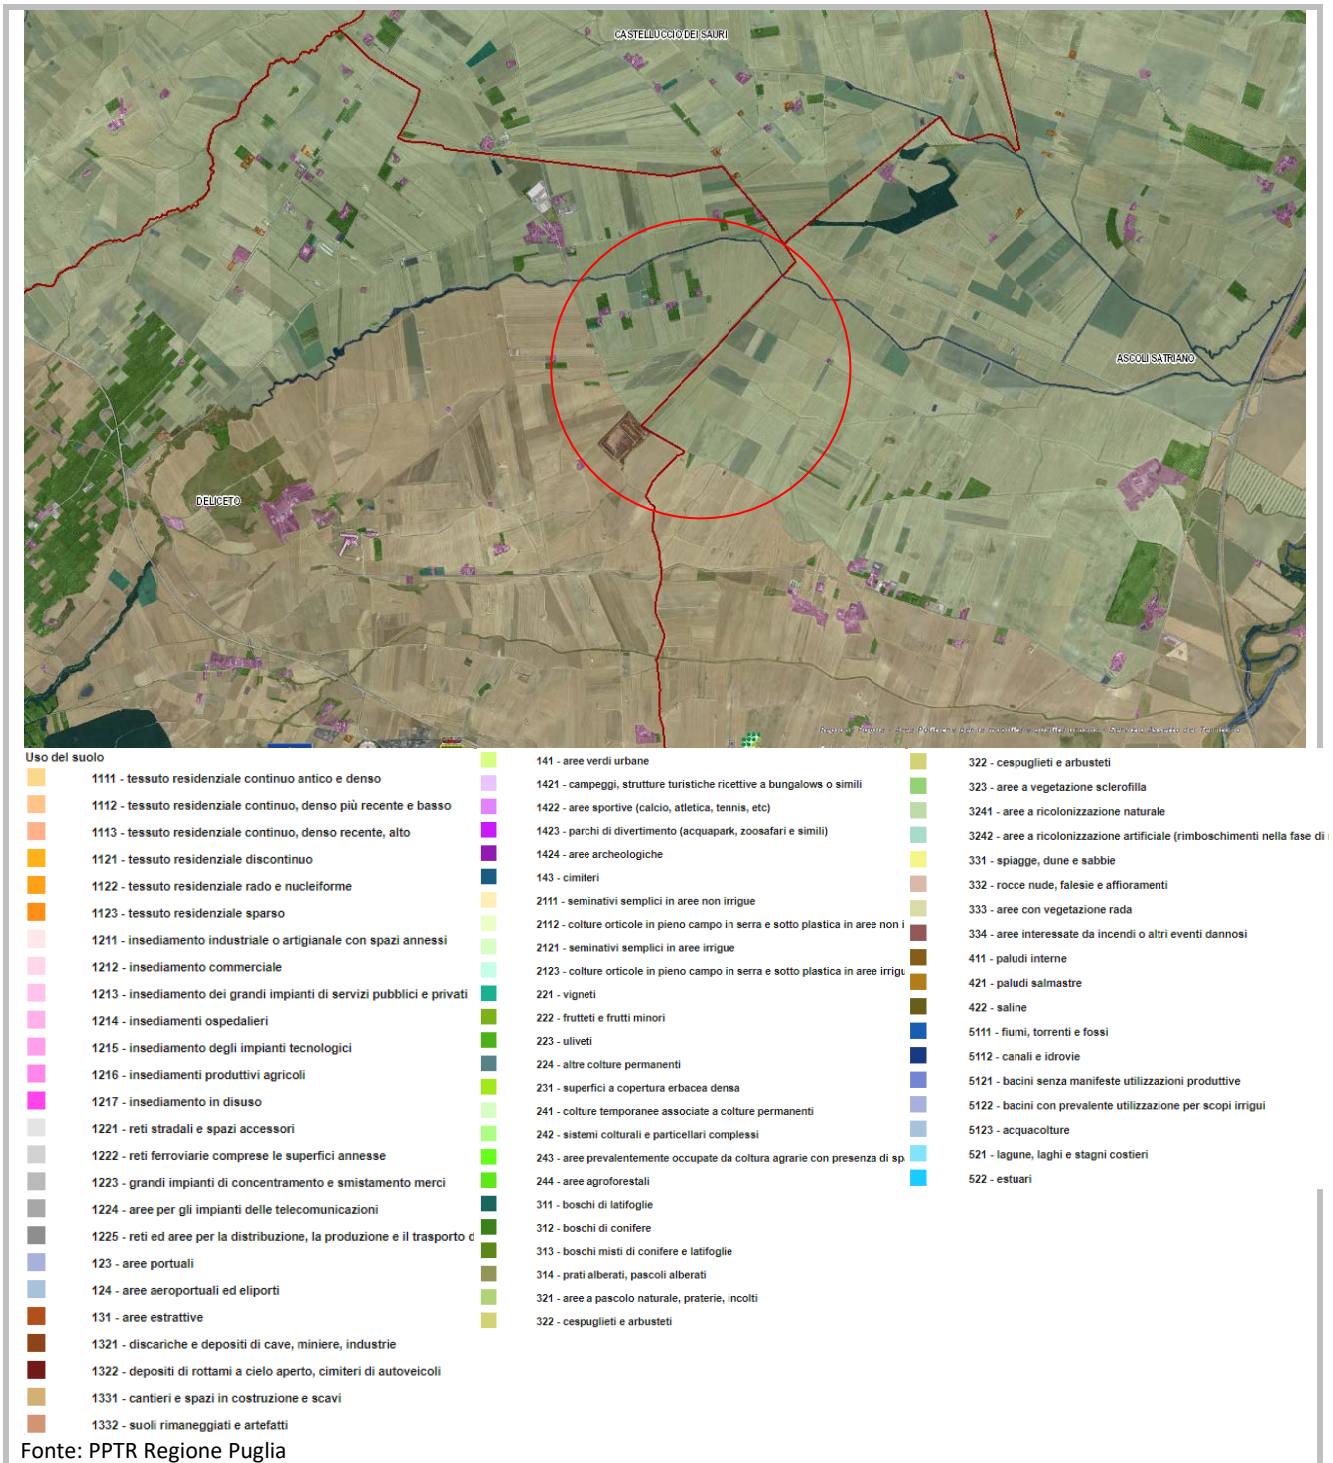 CASTELLUCCIO DEI SAURI
ASCOLI SATRIANO
DELICETO
Uso del suolo
1111 - tessuto residenziale continuo antico e denso
1112 - tessuto residenziale continuo, denso più recente e basso
1113 - tessuto residenziale continuo, denso recente, alto
1121 - tessuto residenziale discontinuo
1122 - tessuto residenziale rado e nucleiforme
1123 - tessuto residenziale sparso
1211 - insediamento industriale o artigianale con spazi annessi
1212 - insediamento commerciale
1213 - insediamento dei grandi impianti di servizi pubblici e privati
1214 - insediamenti ospedalieri
1215 - insediamento degli impianti tecnologici
1216 - insediamenti produttivi agricoli
1217 - insediamento in disuso
1221 - reti stradali e spazi accessori
1222 - reti ferroviarie comprese le superfici annesse
1223 - grandi impianti di concentramento e smistamento merci
1224 - aree per gli impianti delle telecomunicazioni
1225 - reti ed aree per la distribuzione, la produzione e il trasporto d
123 - aree portuali
124 - aree aeroportuali ed eliporti
131 - aree estrattive
1321 - discariche e depositi di cave, miniere, industrie
1322 - depositi di rottami a cielo aperto, cimiteri di autoveicoli
1331 - cantieri e spazi in costruzione e scavi
1332 - suoli rimaneggiati e artefatti
141 - aree verdi urbane
1421 - campeggi, strutture turistiche ricettive a bungalows o simili
1422 - aree sportive (calcio, atletica, tennis, etc)
1423 - parchi di divertimento (acquapark, zoosafari e simili)
1424 - aree archeologiche
143 - cimiteri
2111 - seminativi semplici in aree non irrigue
2112 - colture orticole in pieno campo in serra e sotto plastica in aree non i
2121 - seminativi semplici in aree irrigue
2123 - colture orticole in pieno campo in serra e sotto plastica in aree irrigu
221 - vigneti
222 - frutteti e frutti minori
223 - uliveti
224 - altre colture permanenti
231 - superfici a copertura erbacea densa
241 - colture temporanee associate a colture permanenti
242 - sistemi colturali e particellari complessi
243 - aree prevalentemente occupate da coltura agrarie con presenza di sp
244 - aree agroforestali
311 - boschi di latifoglie
312 - boschi di conifere
313 - boschi misti di conifere e latifoglie
314 - prati alberati, pascoli alberati
321 - aree a pascolo naturale, praterie, incolti
322 - cespuglieti e arbusteti
322 - cespuglieti e arbusteti
323 - aree a vegetazione sclerofilla
3241 - aree a ricolonizzazione naturale
3242 - aree a ricolonizzazione artificiale (rimboschimenti nella fase di
331 - spiagge, dune e sabbie
332 - rocce nude, falesie e affioramenti
333 - aree con vegetazione rada
334 - aree interessate da incendi o altri eventi dannosi
411 - paludi interne
421 - paludi salmastre
422 - saline
5111 - fiumi, torrenti e fossi
5112 - canali e idrovie
5121 - bacini senza manifeste utilizzazioni produttive
5122 - bacini con prevalente utilizzazione per scopi irrigui
5123 - acquacolture
521 - lagune, laghi e stagni costieri
522 - estuari
Fonte: PPTR Regione Puglia